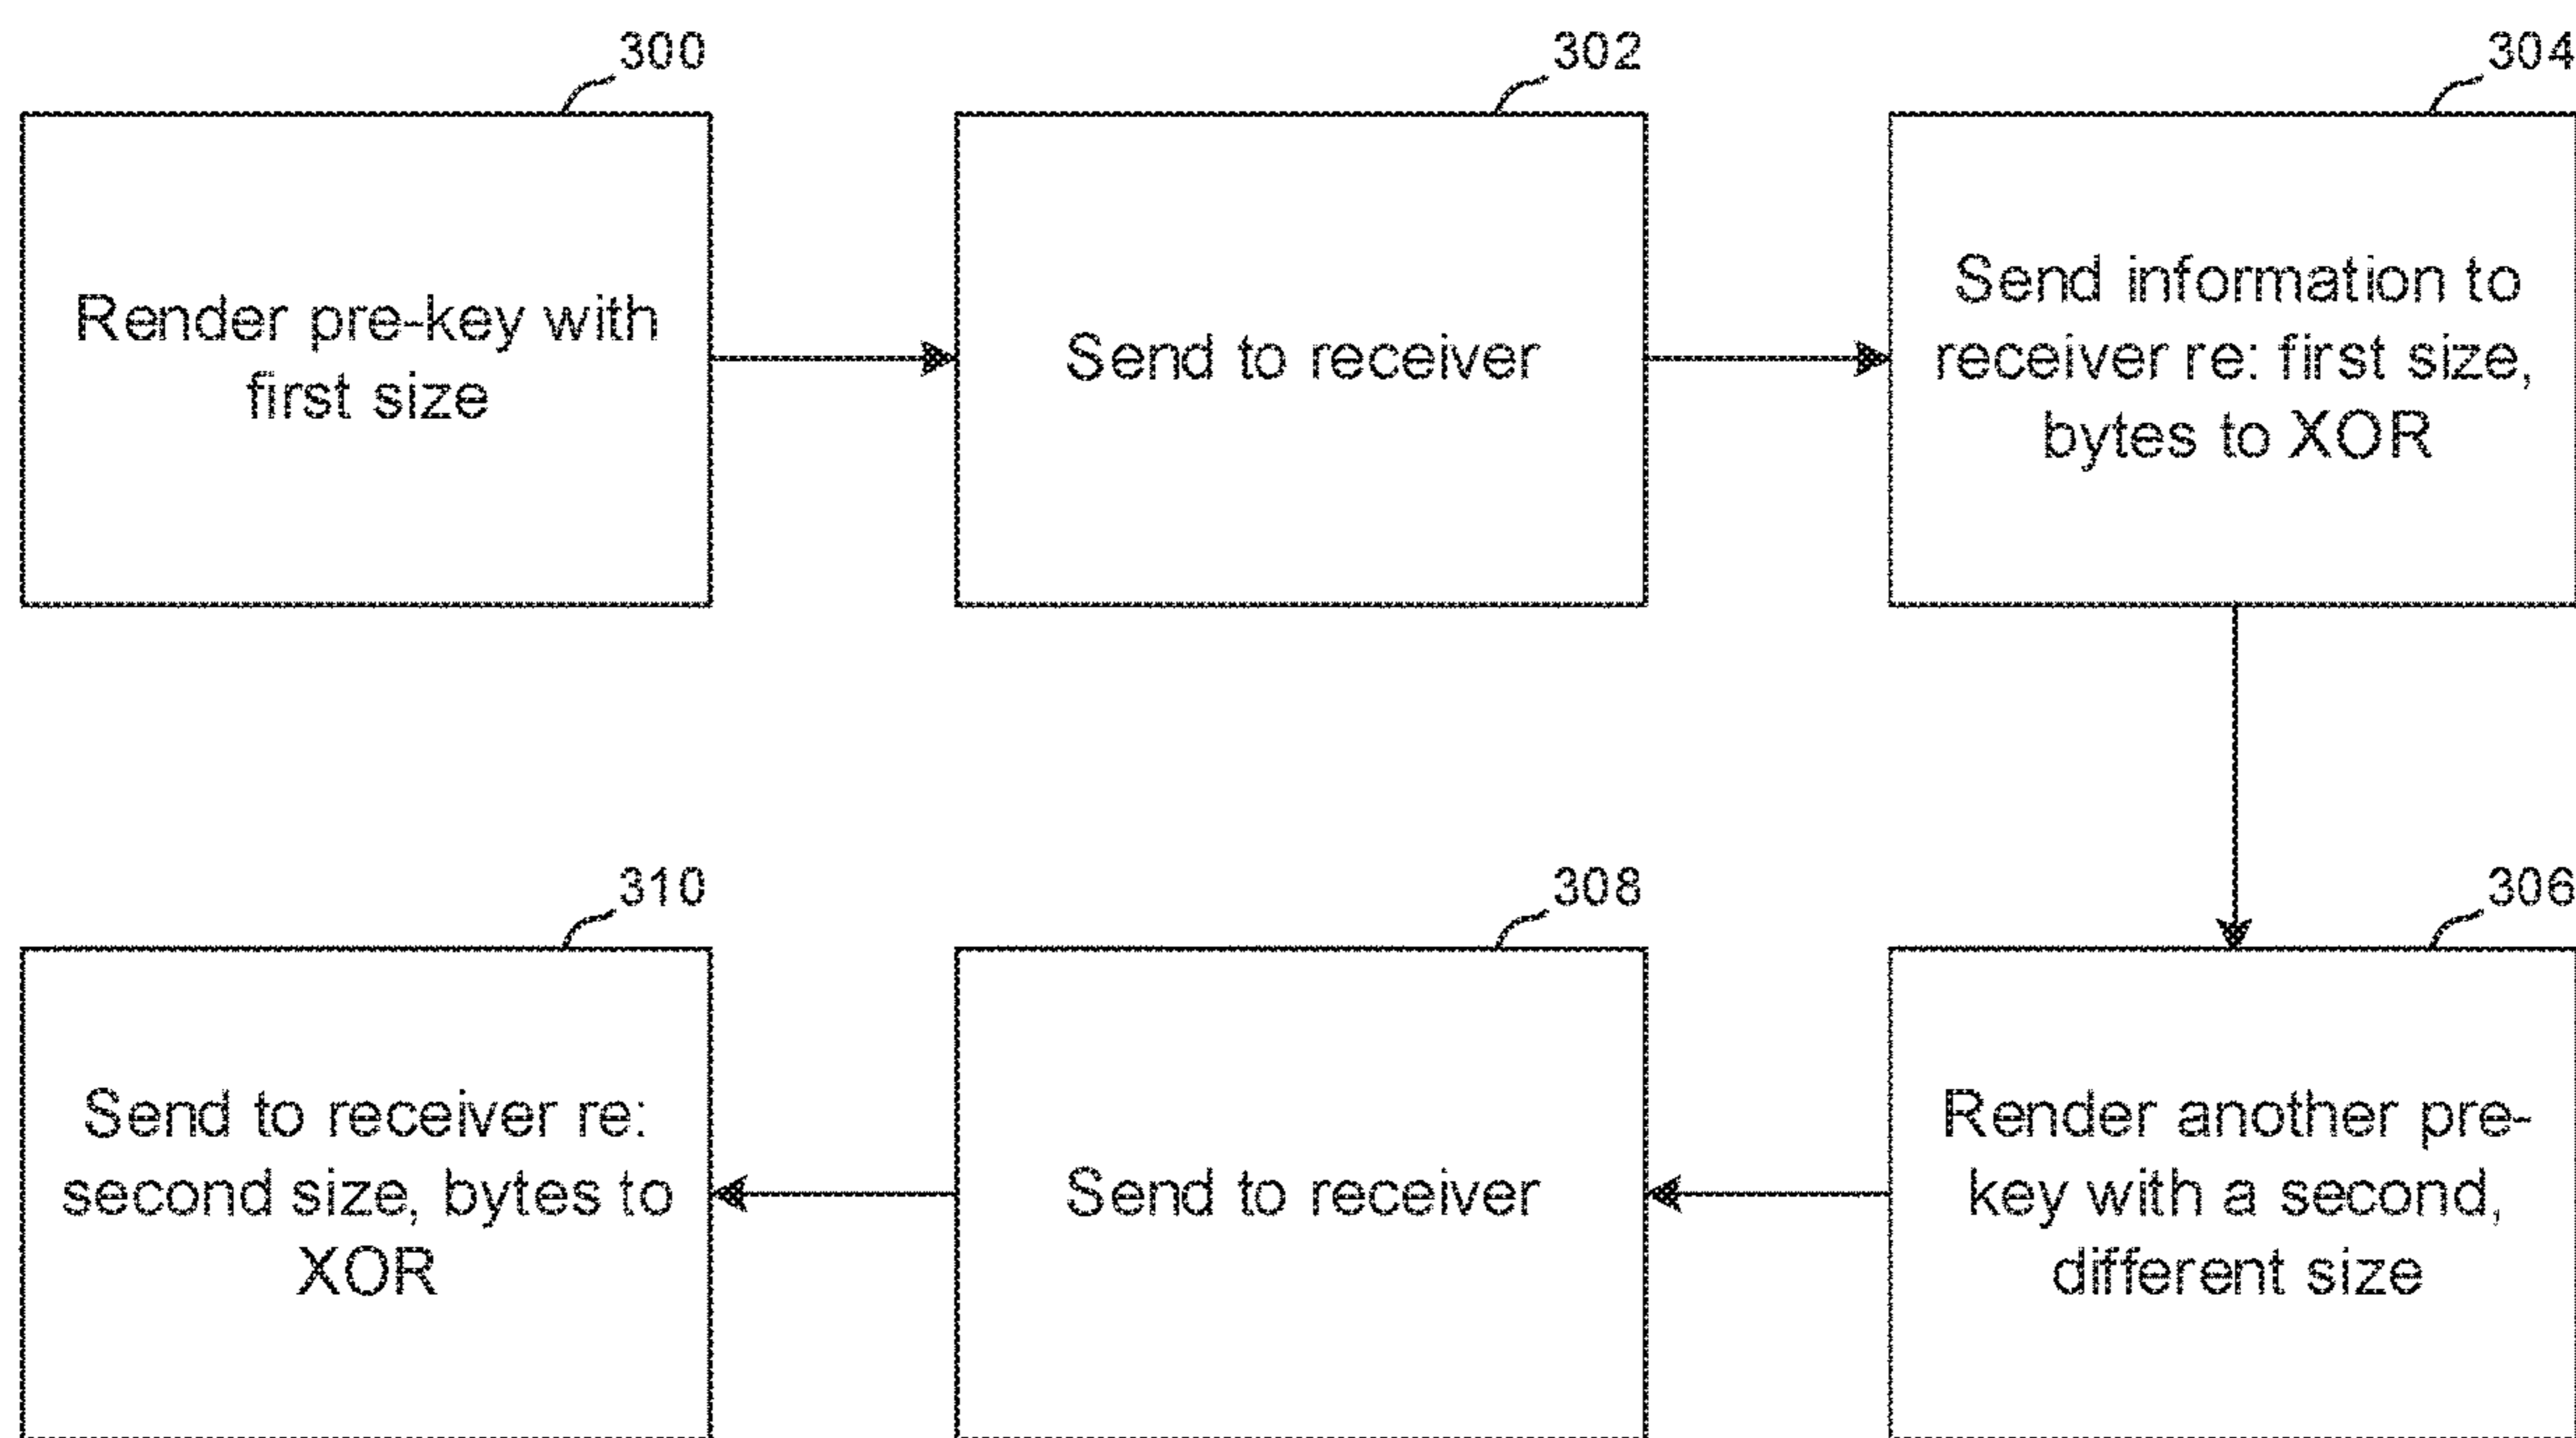 300
302
304
Render pre-key with
first size
Send to receiver
Send information to
receiver re: first size,
bytes to XOR
310
308
306
Send to receiver re:
second size, bytes to
XOR
Send to receiver
Render another pre-
key with a second,
different size